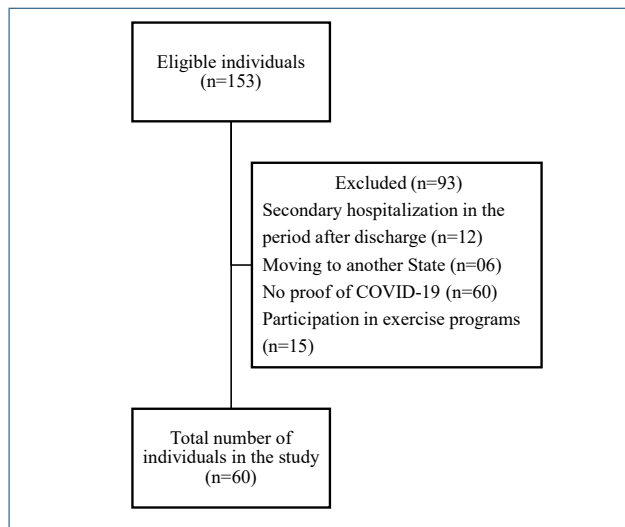 Eligible individuals
(n=153)
Excluded (n=93)
Secondary hospitalization in the
period after discharge (n=12)
Moving to another State (n=06)
No proof of COVID-19 (n=60)
Participation in exercise programs
(n=15)
Total number of
individuals in the study
(n=60)